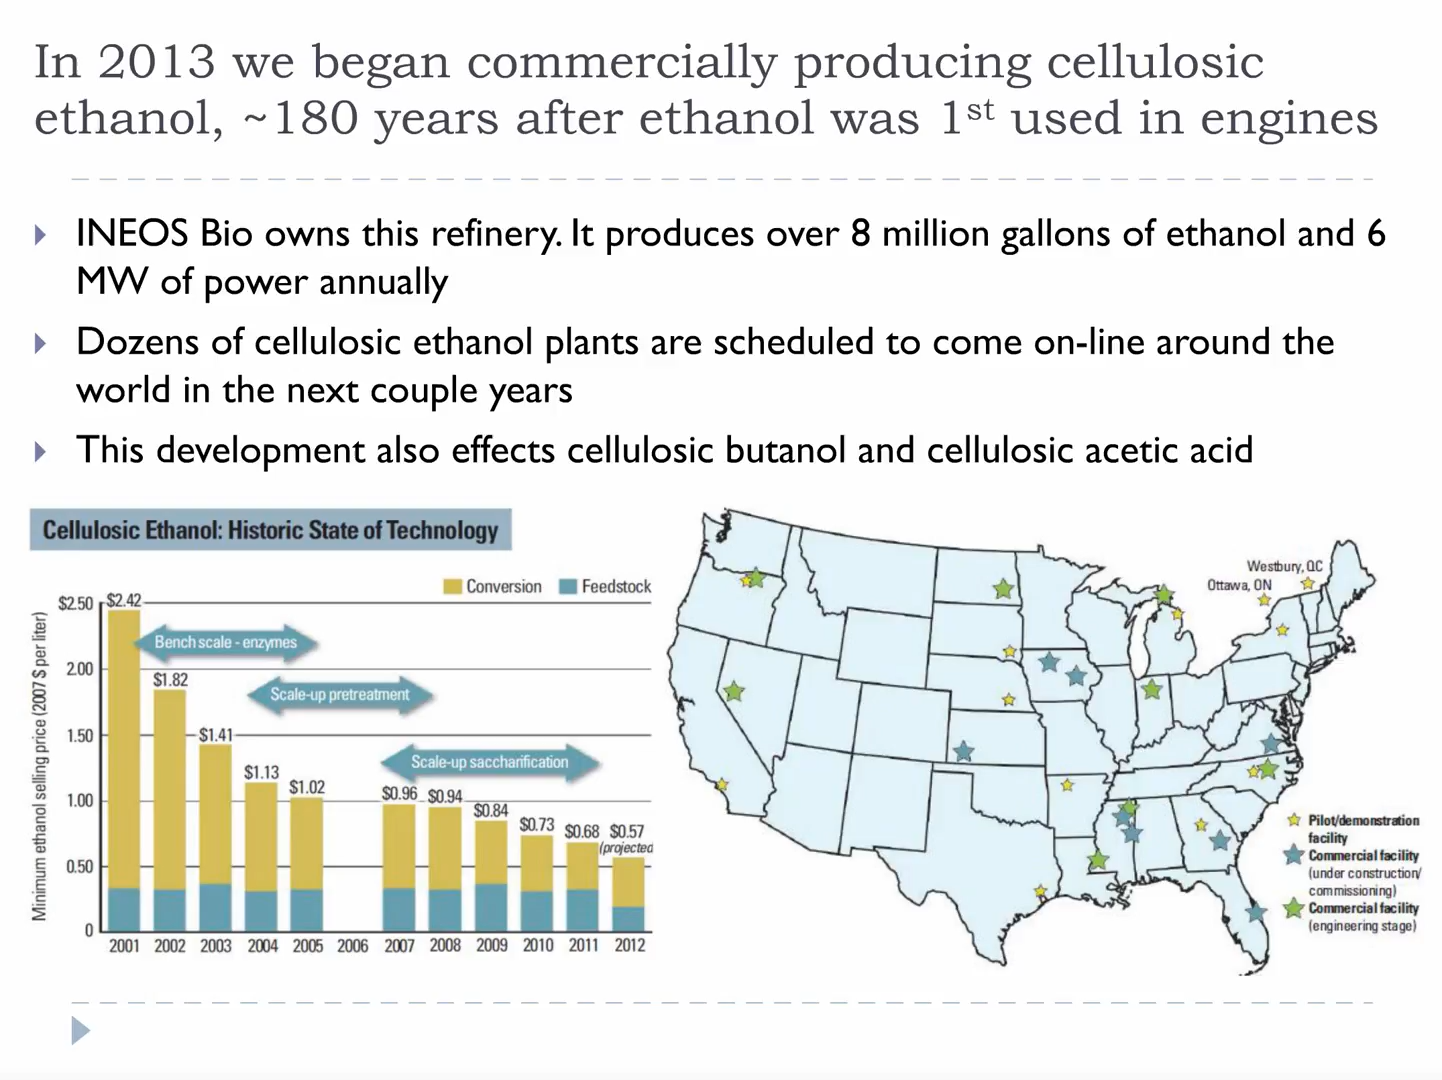 In 2013 we began commercially producing cellulosic
ethanol, ~180 years after ethanol was 1st used in engines
INEOS Bio owns this refinery. It produces over 8 million gallons of ethanol and 6
MW of power annually
Dozens of cellulosic ethanol plants are scheduled to come on-line around the
world in the next couple years
This development also effects cellulosic butanol and cellulosic acetic acid
Cellulosic Ethanol: Historic State of Technology
Conversion
Feedstock
Minimum ethanol selling price (2007 $ per liter)
$2.50
2.00
1.50
1.00
0.50
0
$2.42
$1.82
$1.41
$1.13
$1.02
$0.96
$0.94
$0.84
$0.73
$0.68
$0.57
(projected
Bench scale - enzymes
Scale-up pretreatment
Scale-up saccharification
2001
2002
2003
2004
2005
2006
2007
2008
2009
2010
2011
2012
Westbury, QC
Ottawa, ON
Pilot/demonstration
facility
Commercial facility
(under construction/
commissioning)
Commercial facility
(engineering stage)